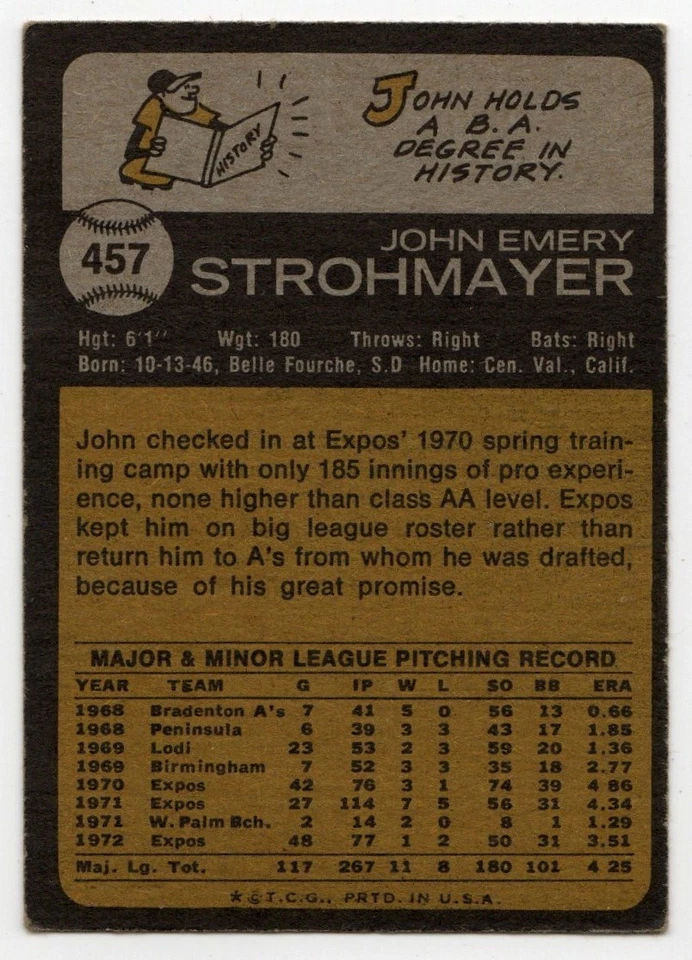 JOHN HOLDS
A B.A.
DEGREE IN
HISTORY.
HISTORY
457
JOHN EMERY
STROHMAYER
Hgt: 6'1" Wgt: 180 Throws: Right Bats: Right
Born: 10-13-46, Belle Fourche, S.D Home: Cen. Val., Calif.
John checked in at Expos' 1970 spring train-
ing camp with only 185 innings of pro experi-
ence, none higher than class AA level. Expos
kept him on big league roster rather than
return him to A's from whom he was drafted,
because of his great promise.
MAJOR & MINOR LEAGUE PITCHING RECORD
YEAR TEAM G IP W L SO BB ERA
1968 Bradenton A's 7 41 5 0 56 13 0.66
1968 Peninsula 6 39 3 3 43 17 1.85
1969 Lodi 23 53 2 3 59 20 1.36
1969 Birmingham 7 52 3 3 35 18 2.77
1970 Expos 42 76 3 1 74 39 4 86
1971 Expos 27 114 7 5 56 31 4.34
1971 W. Palm Bch. 2 14 2 0 8 1 1.29
1972 Expos 48 77 1 2 50 31 3.51
Maj. Lg. Tot. 117 267 11 8 180 101 4 25
★©T.C.G., PRTD. IN U.S.A.